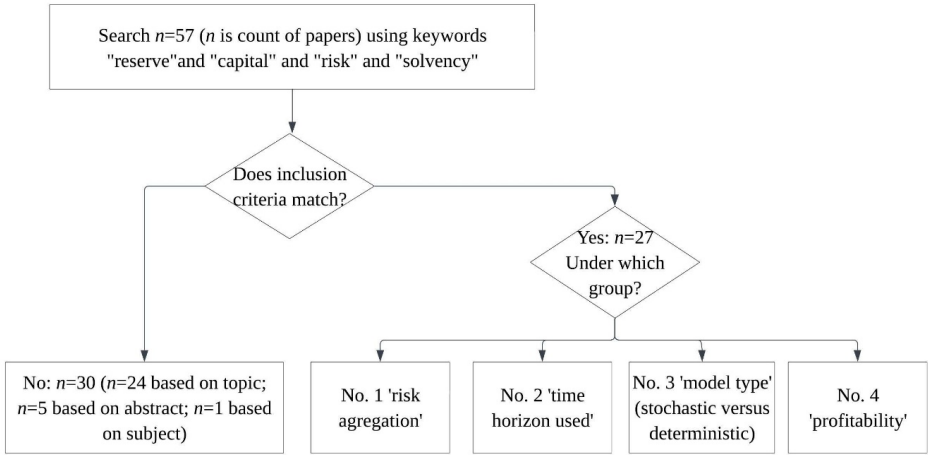 Search n=57 (n is count of papers) using keywords
"reserve"and "capital" and "risk" and "solvency"
Does inclusion
criteria match?
Yes: n=27
Under which
group?
No: n=30 (n=24 based on topic;
n=5 based on abstract; n=1 based
on subject)
No. 1 'risk
agregation'
No. 2 'time
horizon used'
No. 3 'model type'
(stochastic versus
deterministic)
No. 4
'profitability'